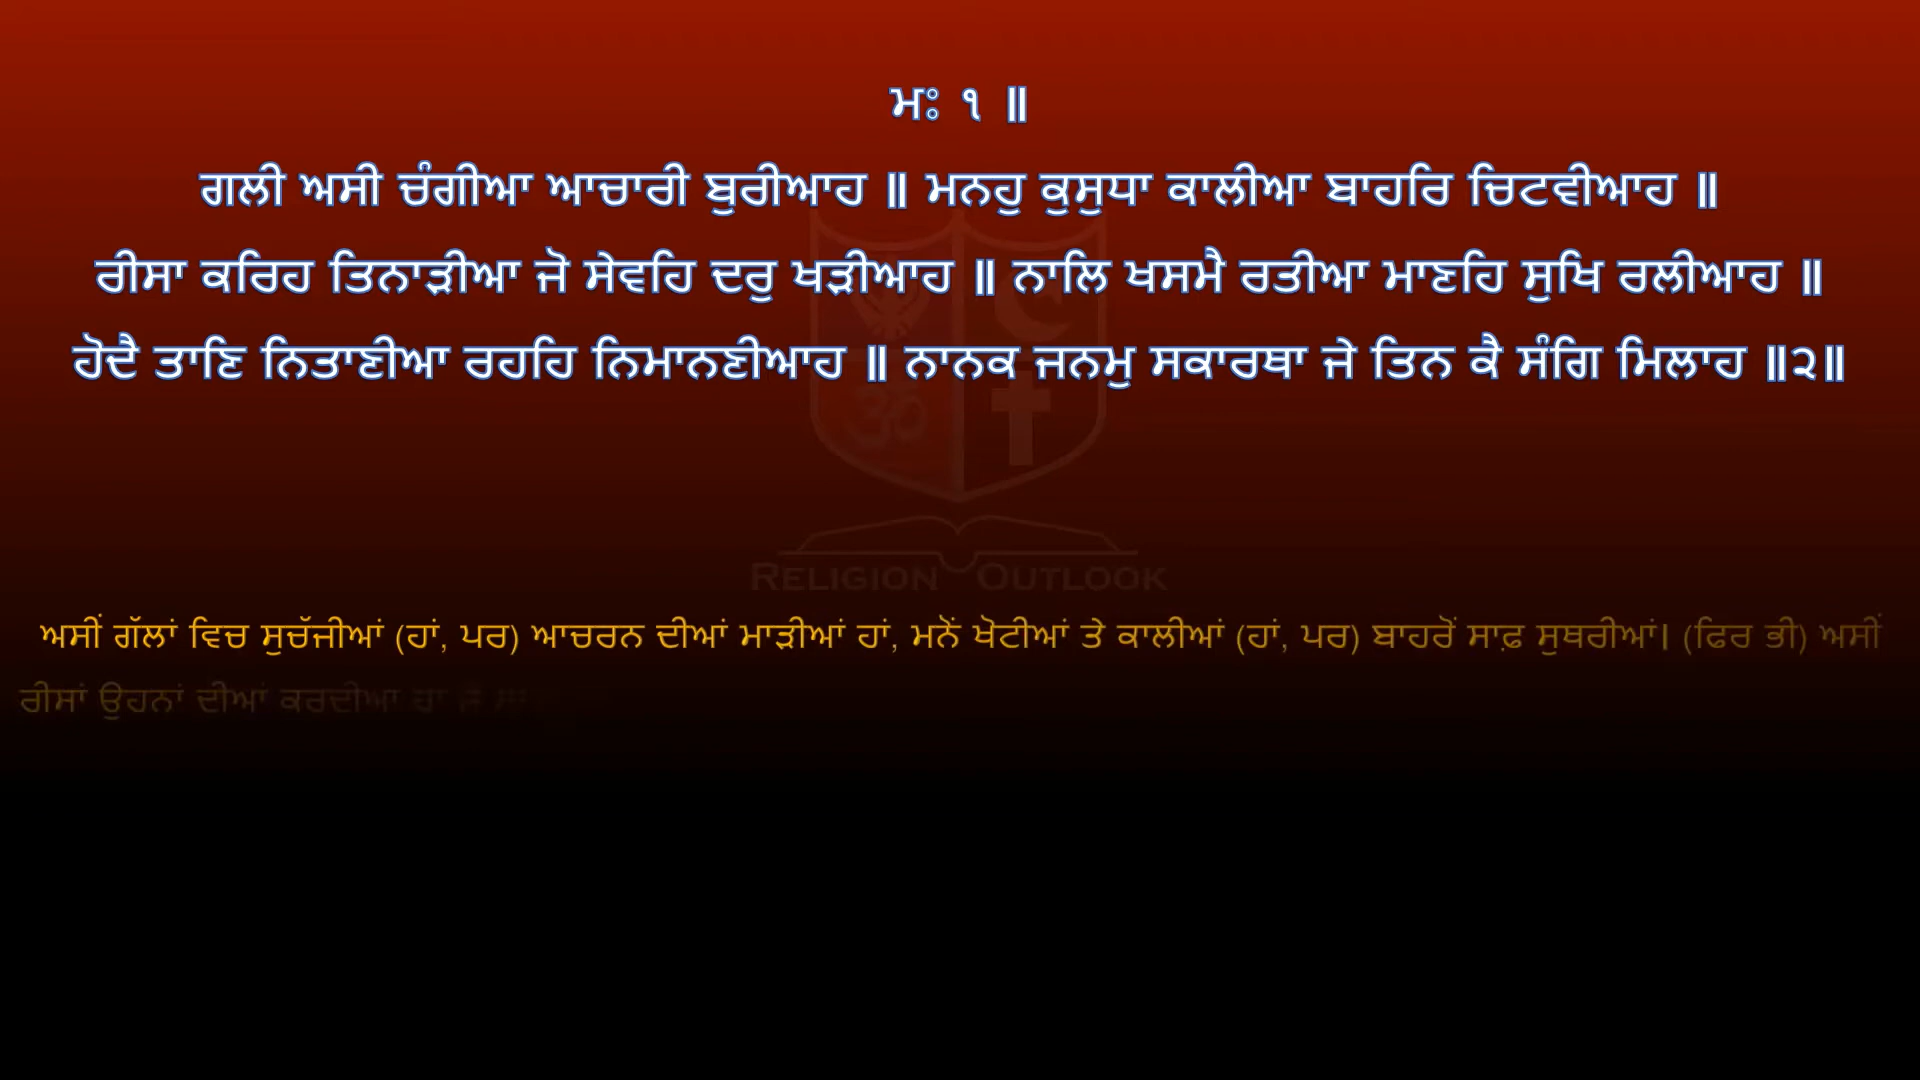 ਮਃ ੧ ॥
ਗਲੀ ਅਸੀ ਚੰਗੀਆ ਆਚਾਰੀ ਬੁਰੀਆਹ ॥ ਮਨਹੁ ਕੁਸੁਧਾ ਕਾਲੀਆ ਬਾਹਰਿ ਚਿਟਵੀਆਹ ॥
ਰੀਸਾ ਕਰਿਹ ਤਿਨਾੜੀਆ ਜੋ ਸੇਵਹਿ ਦਰੁ ਖੜੀਆਹ ॥ ਨਾਲਿ ਖਸਮੈ ਰਤੀਆ ਮਾਣਹਿ ਸੁਖਿ ਰਲੀਆਹ ॥
ਹੋਦੈ ਤਾਣਿ ਨਿਤਾਣੀਆ ਰਹਹਿ ਨਿਮਾਨਣੀਆਹ ॥ ਨਾਨਕ ਜਨਮੁ ਸਕਾਰਥਾ ਜੇ ਤਿਨ ਕੈ ਸੰਗਿ ਮਿਲਾਹ ॥੨॥
RELIGION OUTLOOK
ਅਸੀਂ ਗੱਲਾਂ ਵਿਚ ਸੁਚੱਜੀਆਂ (ਹਾਂ, ਪਰ) ਆਚਰਨ ਦੀਆਂ ਮਾੜੀਆਂ ਹਾਂ, ਮਨੋਂ ਖੋਟੀਆਂ ਤੇ ਕਾਲੀਆਂ (ਹਾਂ, ਪਰ) ਬਾਹਰੋਂ ਸਾਫ਼ ਸੁਥਰੀਆਂ। (ਫਿਰ ਭੀ) ਅਸੀਂ
ਰੀਸਾਂ ਉਹਨਾਂ ਦੀਆਂ ਕਰਦੀਆ